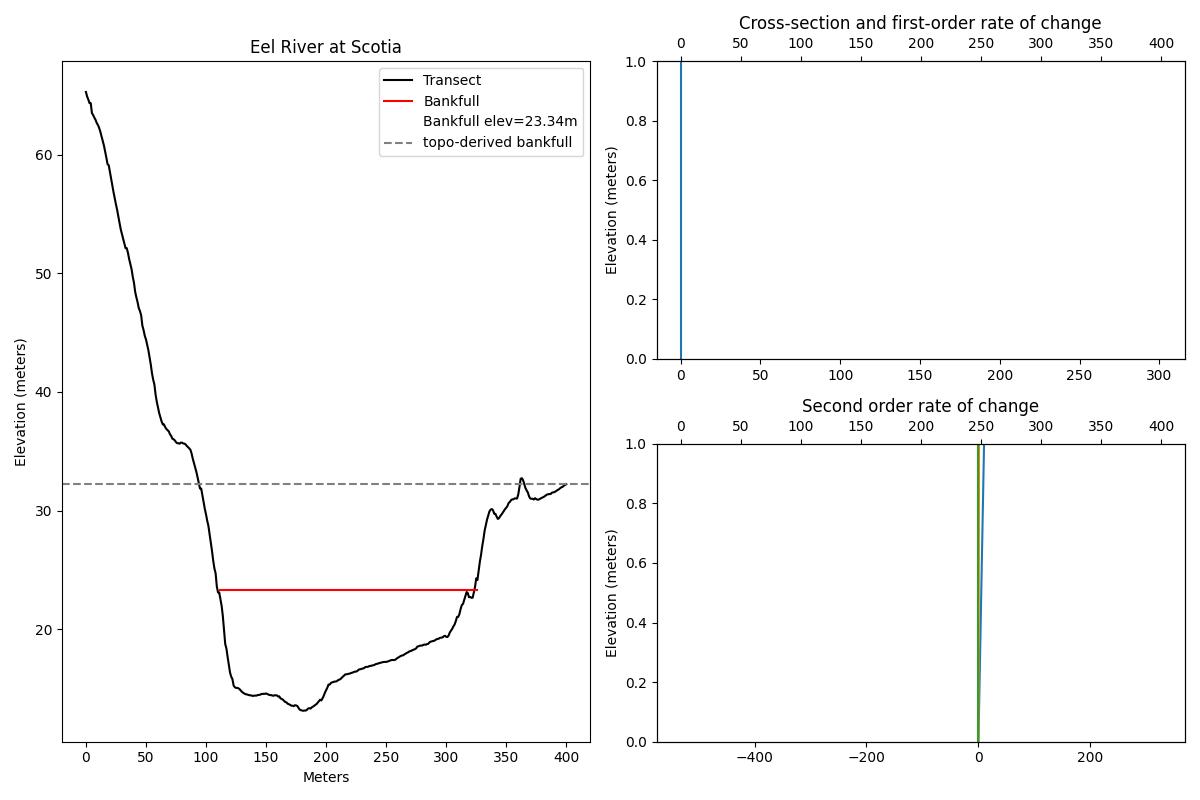 Eel River at Scotia
Elevation (meters)
60
50
40
30
20
0 50 100 150 200 250 300 350 400
Meters
Transect
Bankfull
Bankfull elev=23.34m
topo-derived bankfull
Cross-section and first-order rate of change
0 50 100 150 200 250 300 350 400
Elevation (meters)
1.0
0.8
0.6
0.4
0.2
0.0
0 50 100 150 200 250 300
Second order rate of change
0 50 100 150 200 250 300 350 400
Elevation (meters)
1.0
0.8
0.6
0.4
0.2
0.0
−400 −200 0 200